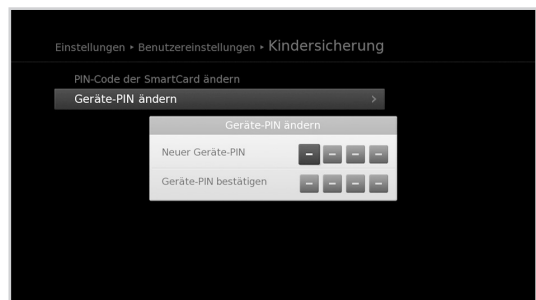 Einstellungen ‣ Benutzereinstellungen ‣ Kindersicherung
PIN-Code der SmartCard ändern
Geräte-PIN ändern
Geräte-PIN ändern
Neuer Geräte-PIN – – – –
Geräte-PIN bestätigen – – – –